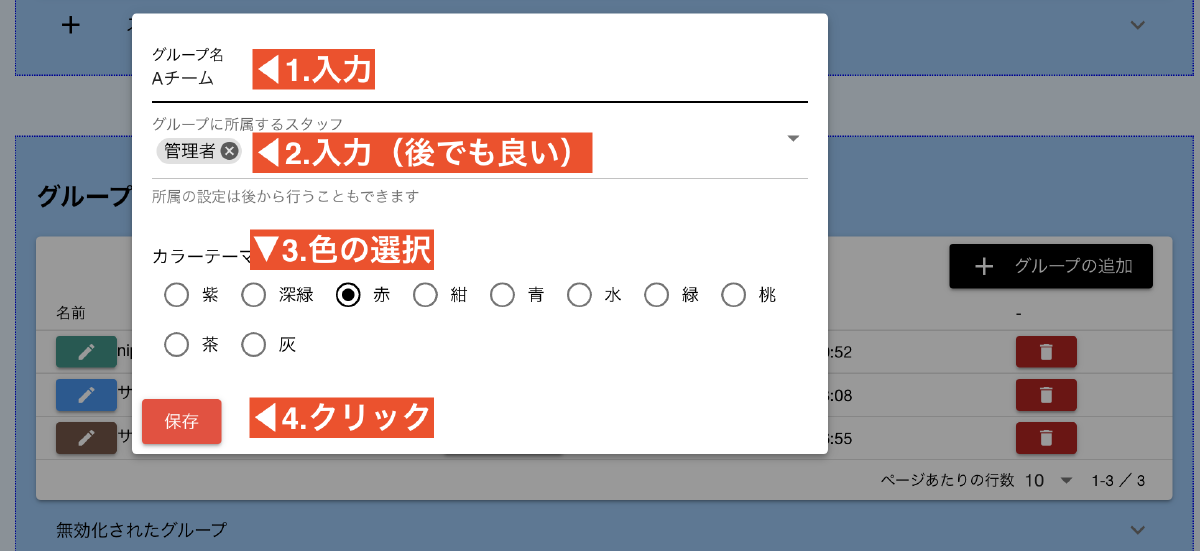 グループ名
Aチーム
◀1.入力
グループに所属するスタッフ
管理者
◀2.入力（後でも良い）
所属の設定は後から行うこともできます
グループ
カラーテーマ
▼3.色の選択
グループの追加
紫 深緑 赤 紺 青 水 緑 桃
名前
-
茶 灰
:52
:08
:55
保存
◀4.クリック
ページあたりの行数 10 1-3 / 3
無効化されたグループ